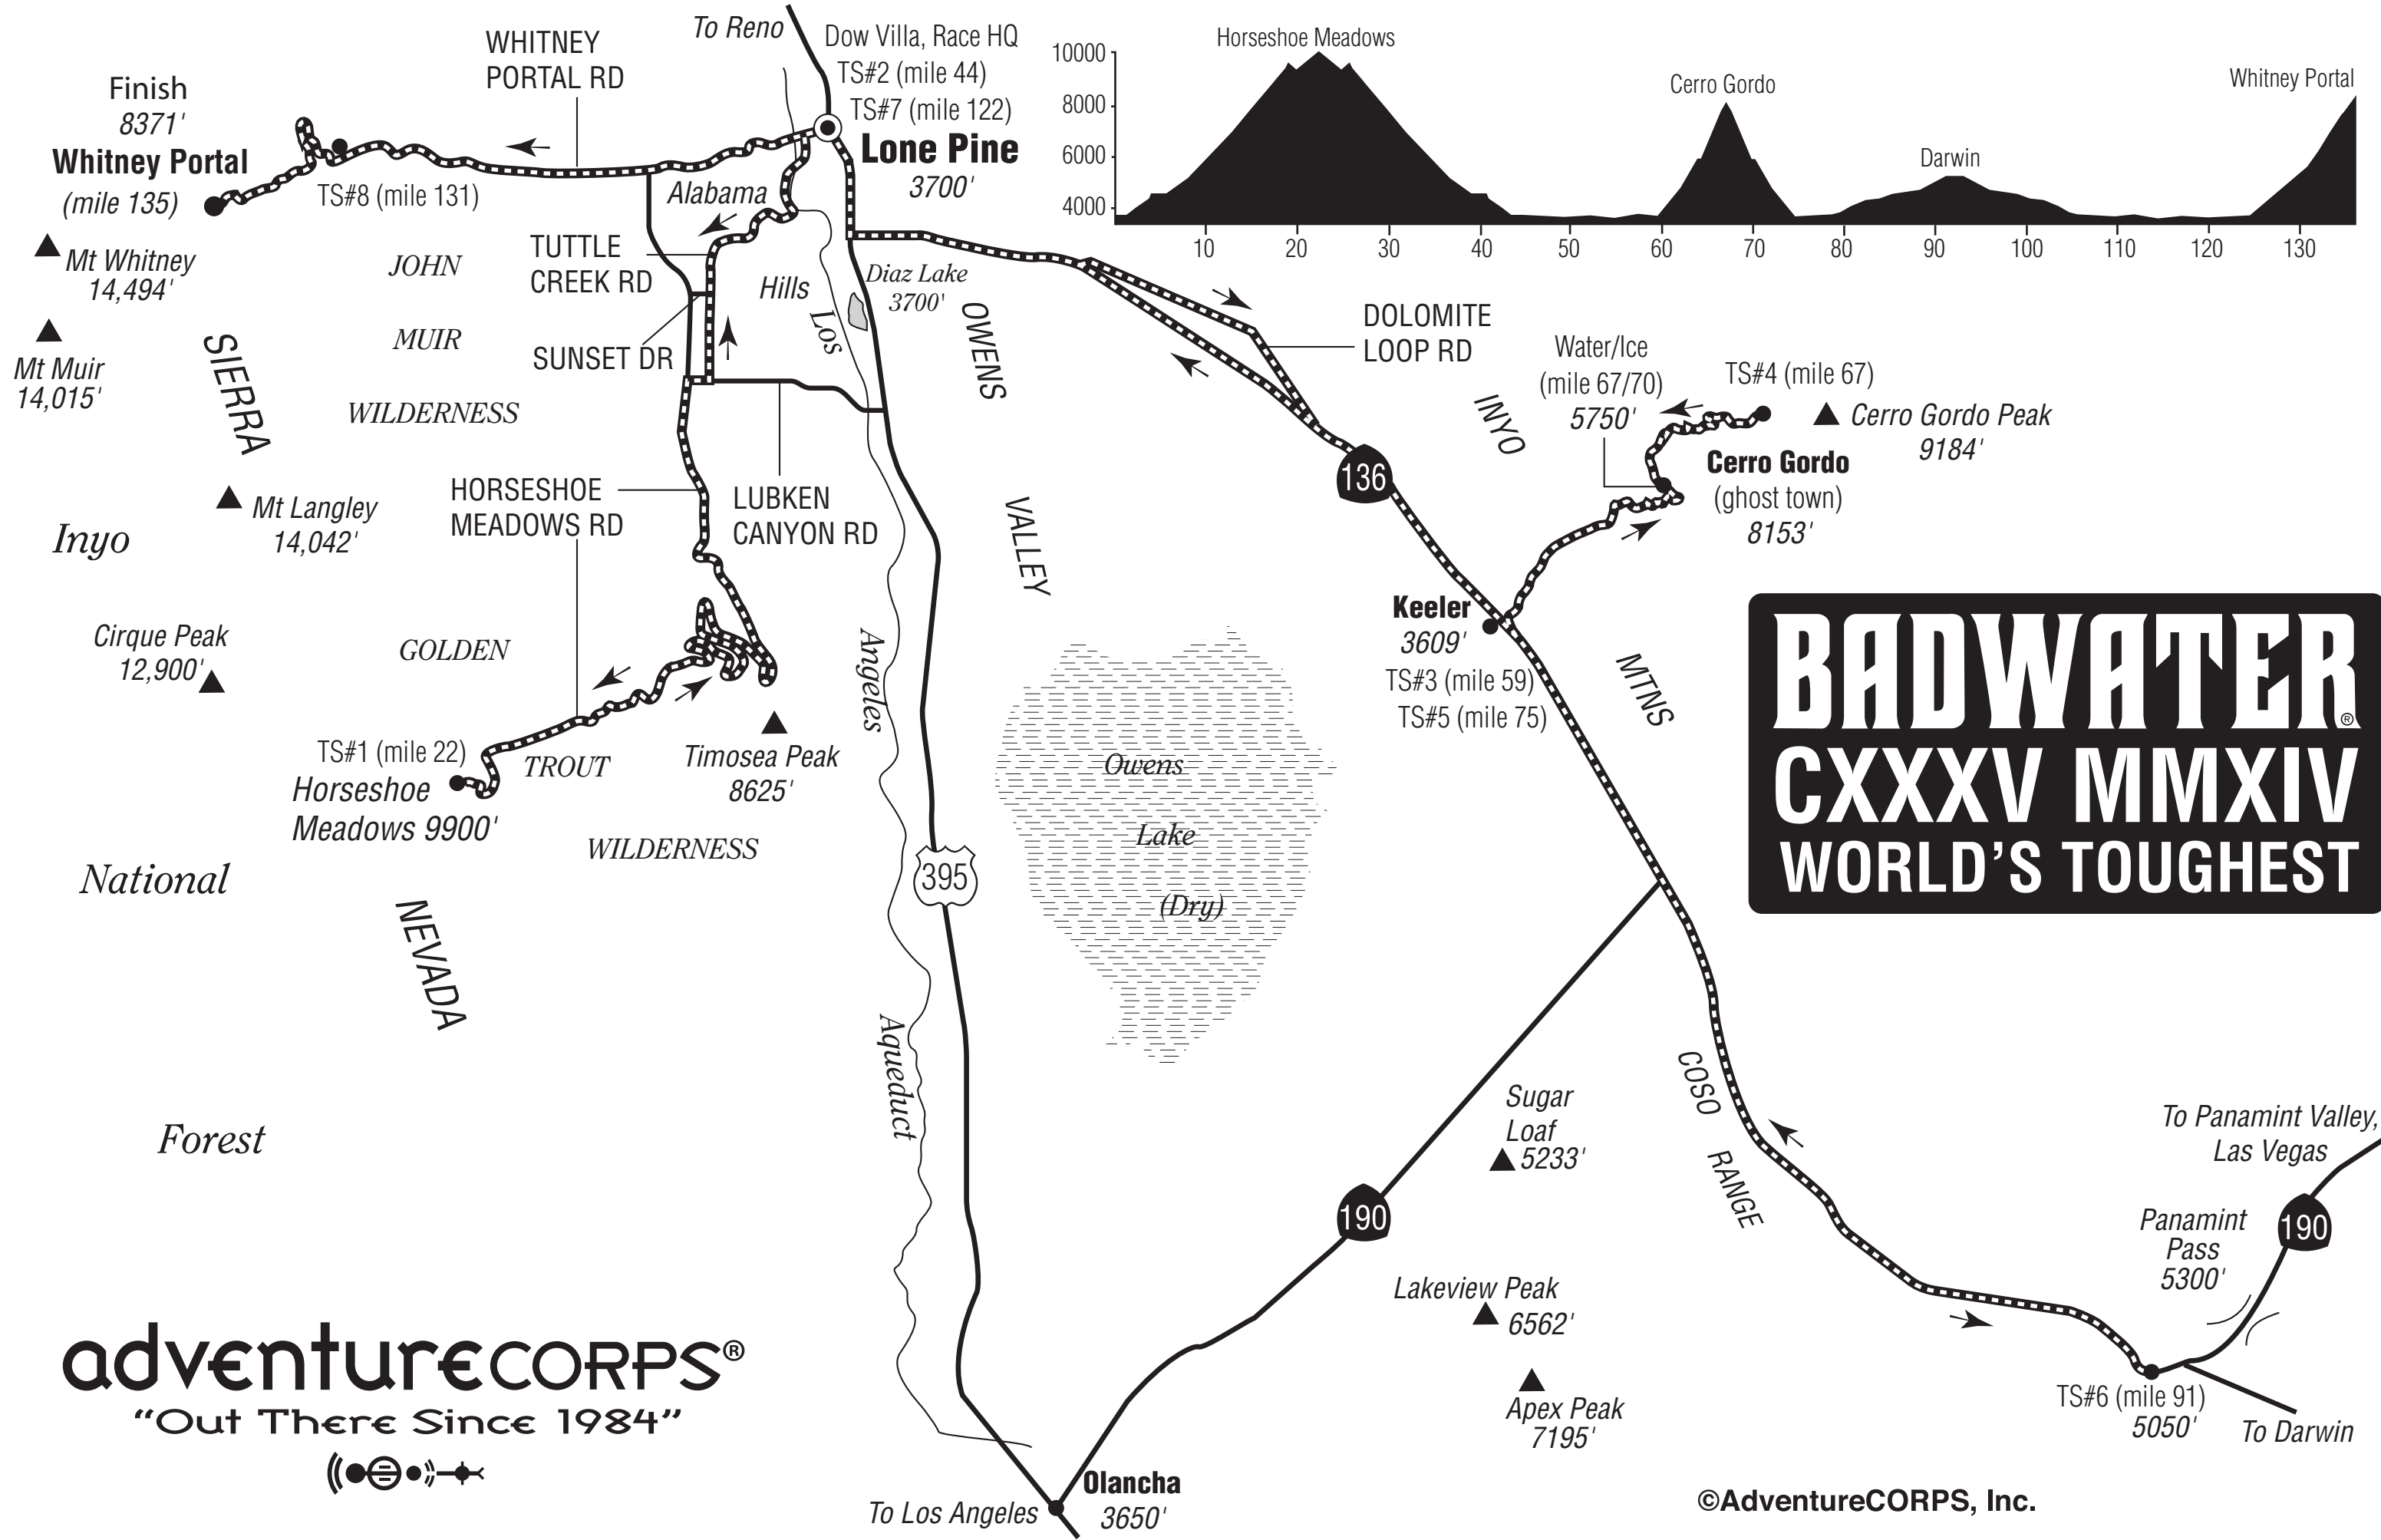 To Reno
WHITNEY
PORTAL RD
Finish
8371'
Whitney Portal
(mile 135)
TS#8 (mile 131)
Dow Villa, Race HQ
TS#2 (mile 44)
TS#7 (mile 122)
Lone Pine
3700'
Horseshoe Meadows
Cerro Gordo
Darwin
Whitney Portal
10000
8000
6000
4000
10 20 30 40 50 60 70 80 90 100 110 120 130
Mt Whitney
14,494'
Mt Muir
14,015'
JOHN
MUIR
WILDERNESS
SIERRA
Alabama
Hills
TUTTLE
CREEK RD
SUNSET DR
Diaz Lake
3700'
Los
Angeles
Aqueduct
OWENS
VALLEY
DOLOMITE
LOOP RD
INYO
MTNS
Water/Ice
(mile 67/70)
5750'
TS#4 (mile 67)
Cerro Gordo Peak
9184'
Cerro Gordo
(ghost town)
8153'
136
Mt Langley
14,042'
HORSESHOE
MEADOWS RD
LUBKEN
CANYON RD
Inyo
National
Forest
Cirque Peak
12,900'
GOLDEN
TROUT
WILDERNESS
TS#1 (mile 22)
Horseshoe
Meadows 9900'
Timosea Peak
8625'
NEVADA
Keeler
3609'
TS#3 (mile 59)
TS#5 (mile 75)
Owens
Lake
(Dry)
395
BADWATER®
CXXXV MMXIV
WORLD'S TOUGHEST
COSO
RANGE
Sugar
Loaf
5233'
190
Lakeview Peak
6562'
Apex Peak
7195'
To Panamint Valley,
Las Vegas
Panamint
Pass
5300'
190
TS#6 (mile 91)
5050'
To Darwin
Olancha
3650'
To Los Angeles
adventureCORPS®
“Out There Since 1984”
©AdventureCORPS, Inc.